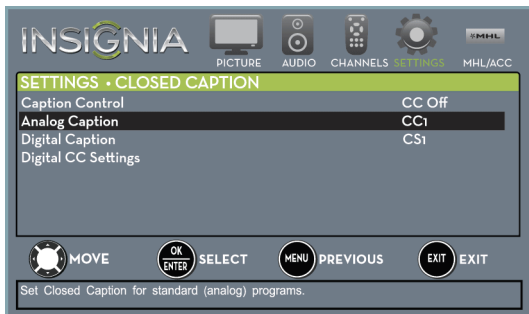 INSIGNIA
PICTURE AUDIO CHANNELS SETTINGS MHL/ACC
MHL
SETTINGS • CLOSED CAPTION
Caption Control CC Off
Analog Caption CC1
Digital Caption CS1
Digital CC Settings
MOVE OK ENTER SELECT MENU PREVIOUS EXIT EXIT
Set Closed Caption for standard (analog) programs.